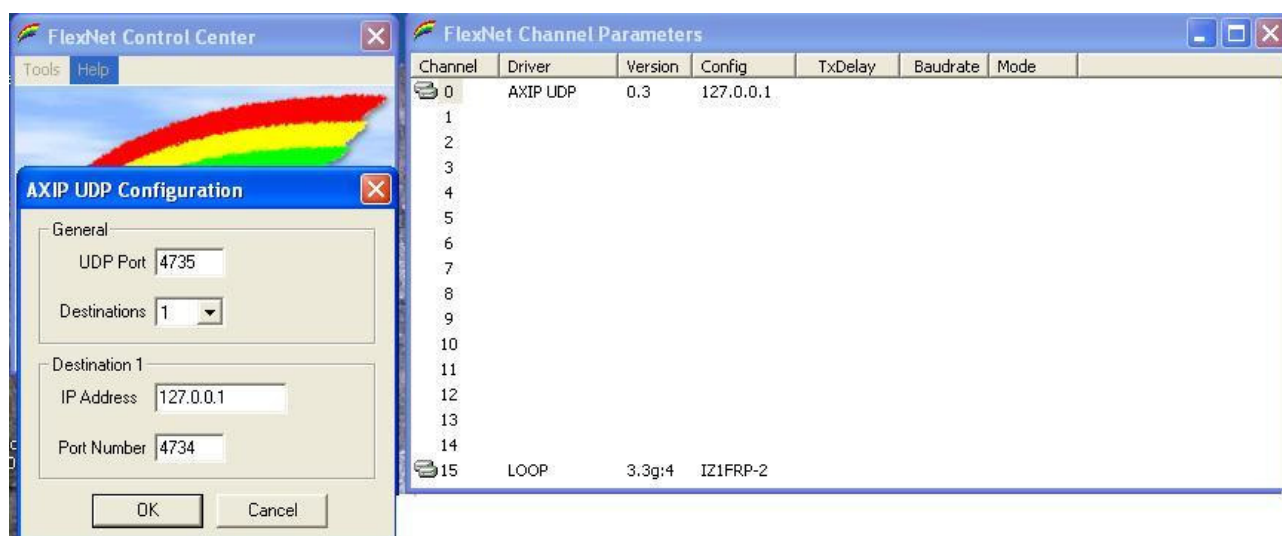 FlexNet Control Center
Tools Help
AXIP UDP Configuration
General
UDP Port 4735
Destinations 1
Destination 1
IP Address 127.0.0.1
Port Number 4734
OK Cancel
FlexNet Channel Parameters
Channel Driver Version Config TxDelay Baudrate Mode
0 AXIP UDP 0.3 127.0.0.1
1
2
3
4
5
6
7
8
9
10
11
12
13
14
15 LOOP 3.3g:4 IZ1FRP-2